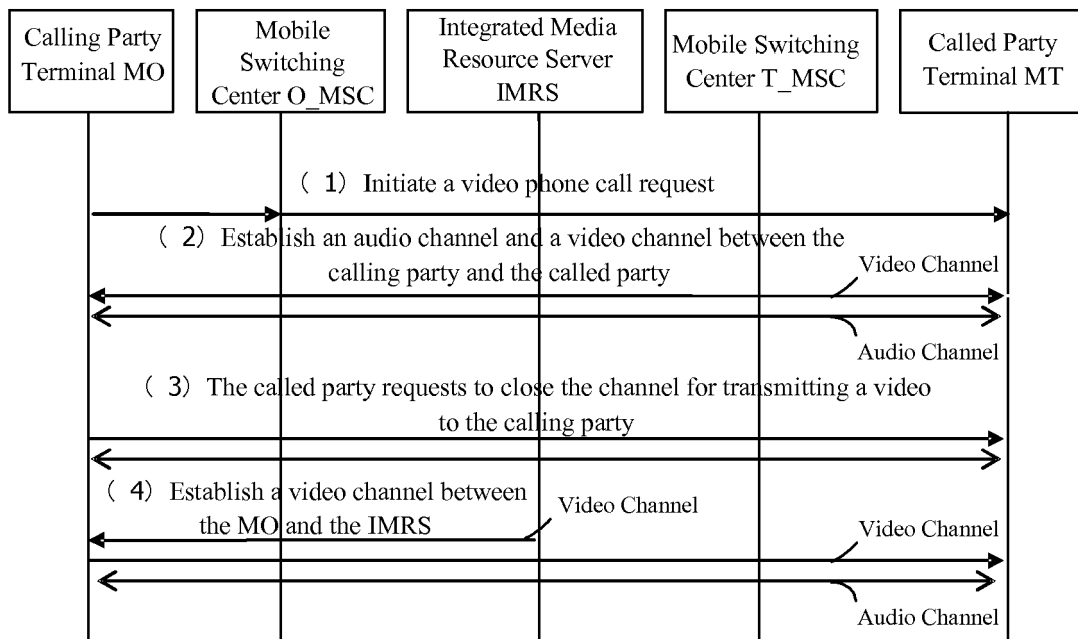 Calling Party
Terminal MO
Mobile
Switching
Center O_MSC
Integrated Media
Resource Server
IMRS
Mobile Switching
Center T_MSC
Called Party
Terminal MT
( 1) Initiate a video phone call request
( 2) Establish an audio channel and a video channel between the
calling party and the called party
Video Channel
Audio Channel
( 3) The called party requests to close the channel for transmitting a video
to the calling party
( 4) Establish a video channel between
the MO and the IMRS
Video Channel
Video Channel
Audio Channel